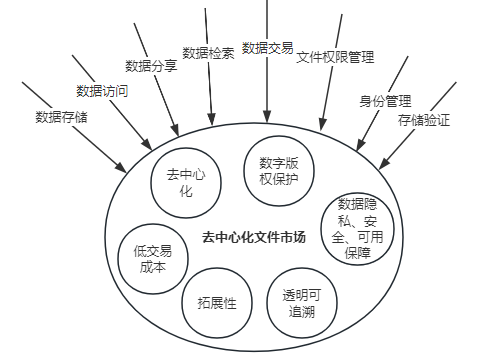 数据存储
数据访问
数据分享
数据检索
数据交易
文件权限管理
身份管理
存储验证
去中心
化
数字版
权保护
数据隐
私、安
全、可用
保障
去中心化文件市场
低交易
成本
拓展性
透明可
追溯